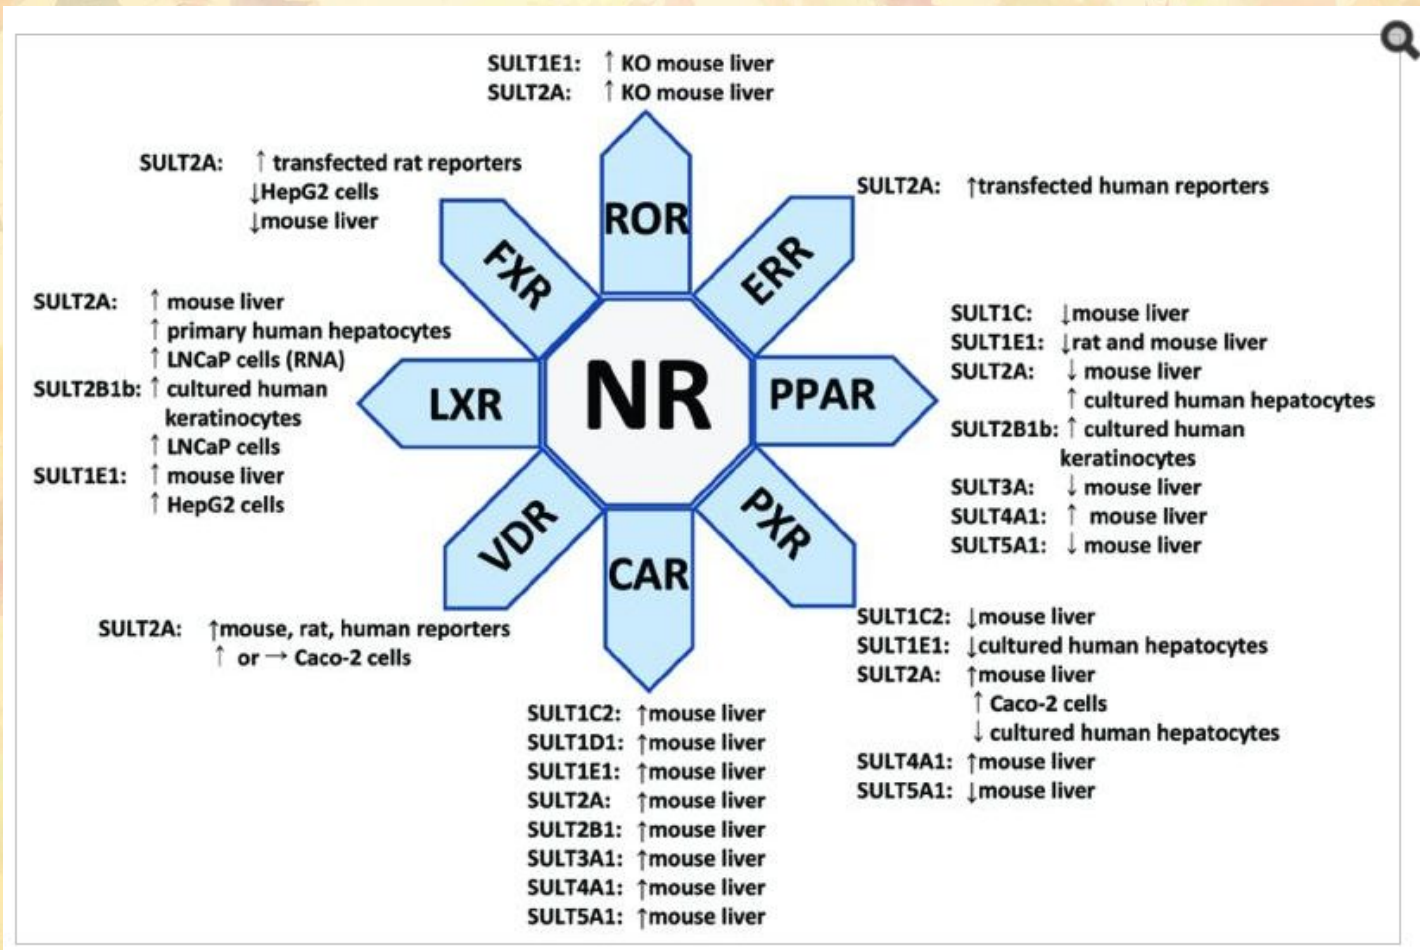 SULT1E1: ↑ KO mouse liver
SULT2A: ↑ KO mouse liver
ROR
SULT2A: ↑transfected human reporters
ERR
SULT1C: ↓mouse liver
SULT1E1: ↓rat and mouse liver
SULT2A: ↓ mouse liver
↑ cultured human hepatocytes
SULT2B1b: ↑ cultured human
keratinocytes
SULT3A: ↓ mouse liver
SULT4A1: ↑ mouse liver
SULT5A1: ↓ mouse liver
PPAR
SULT1C2: ↓mouse liver
SULT1E1: ↓cultured human hepatocytes
SULT2A: ↑mouse liver
↑ Caco-2 cells
↓ cultured human hepatocytes
SULT4A1: ↑mouse liver
SULT5A1: ↓mouse liver
PXR
CAR
SULT1C2: ↑mouse liver
SULT1D1: ↑mouse liver
SULT1E1: ↑mouse liver
SULT2A: ↑mouse liver
SULT2B1: ↑mouse liver
SULT3A1: ↑mouse liver
SULT4A1: ↑mouse liver
SULT5A1: ↑mouse liver
VDR
SULT2A: ↑mouse, rat, human reporters
↑ or → Caco-2 cells
LXR
SULT2A: ↑ mouse liver
↑ primary human hepatocytes
↑ LNCaP cells (RNA)
SULT2B1b: ↑ cultured human
keratinocytes
↑ LNCaP cells
SULT1E1: ↑ mouse liver
↑ HepG2 cells
FXR
SULT2A: ↑ transfected rat reporters
↓HepG2 cells
↓mouse liver
NR